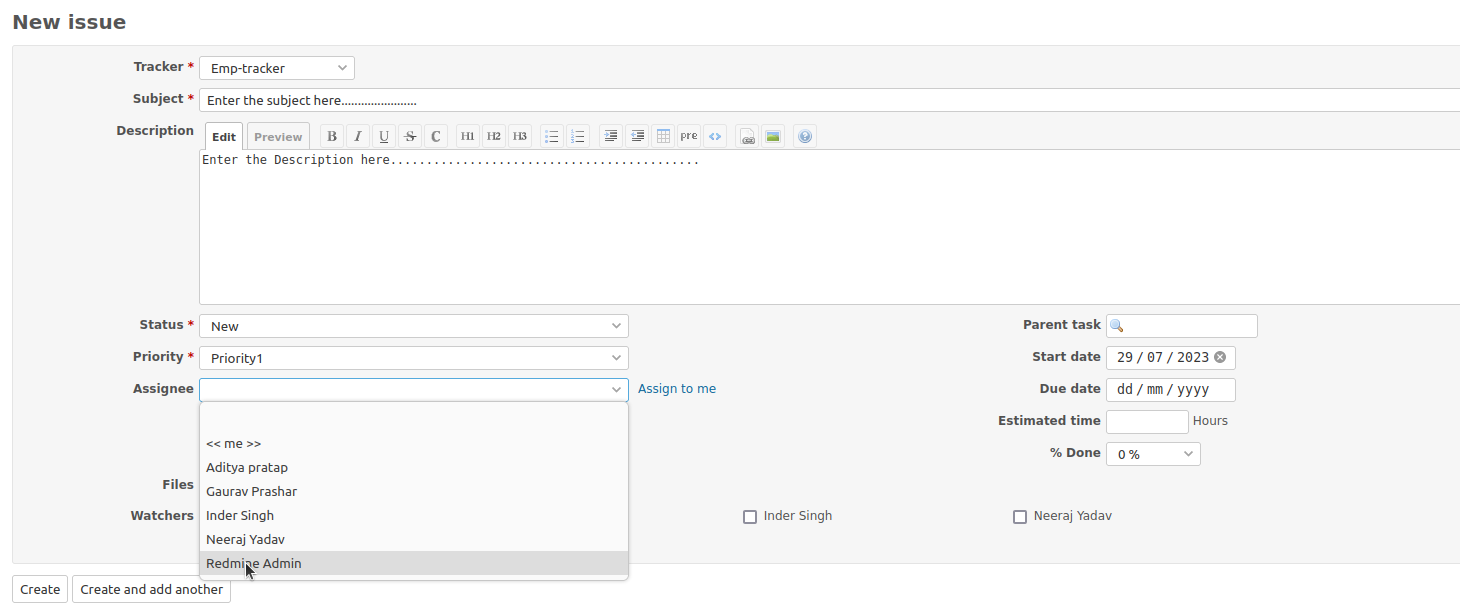 New issue
Tracker * Emp-tracker
Subject * Enter the subject here.......................
Description Edit Preview B I U S C H1 H2 H3 pre <> ?
Enter the Description here...........................................
Status * New Parent task
Priority * Priority1 Start date 29 / 07 / 2023
Assignee Assign to me Due date dd / mm / yyyy
Estimated time Hours
<< me >> % Done 0 %
Aditya pratap
Files Gaurav Prashar
Watchers Inder Singh Inder Singh Neeraj Yadav
Neeraj Yadav
Redmine Admin
Create Create and add another